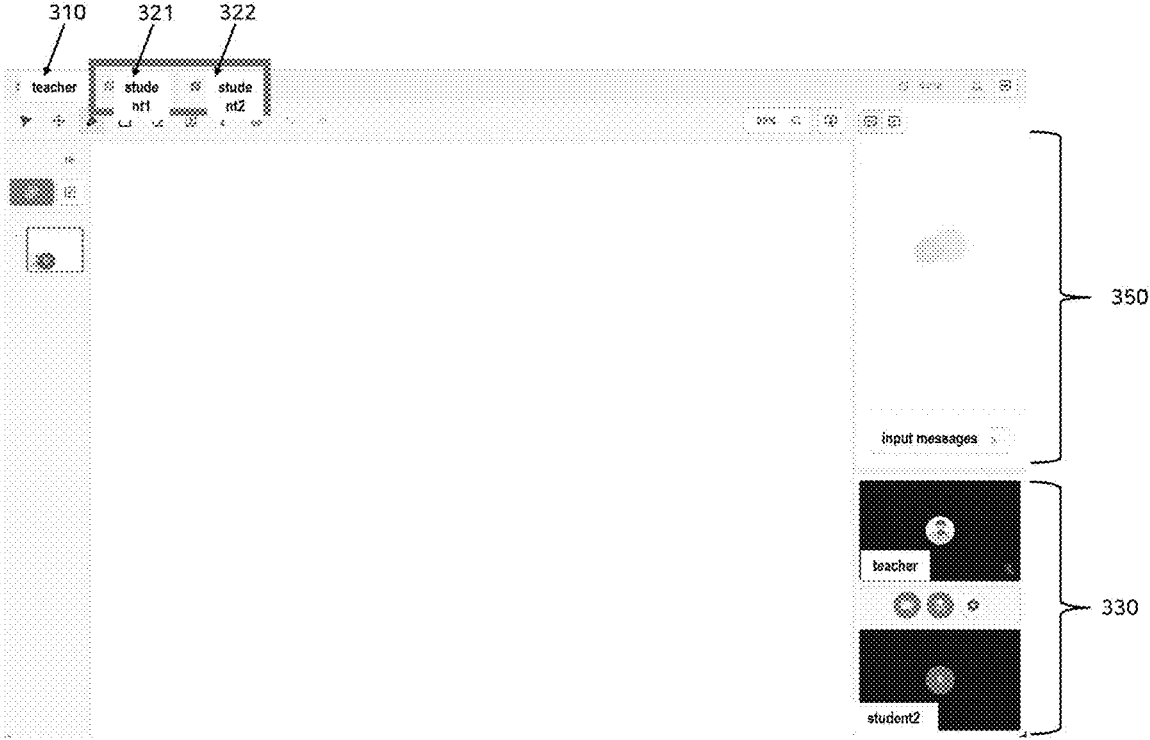 310 321 322
teacher stude stude
nt1 nt2
350
input messages
teacher
330
student2